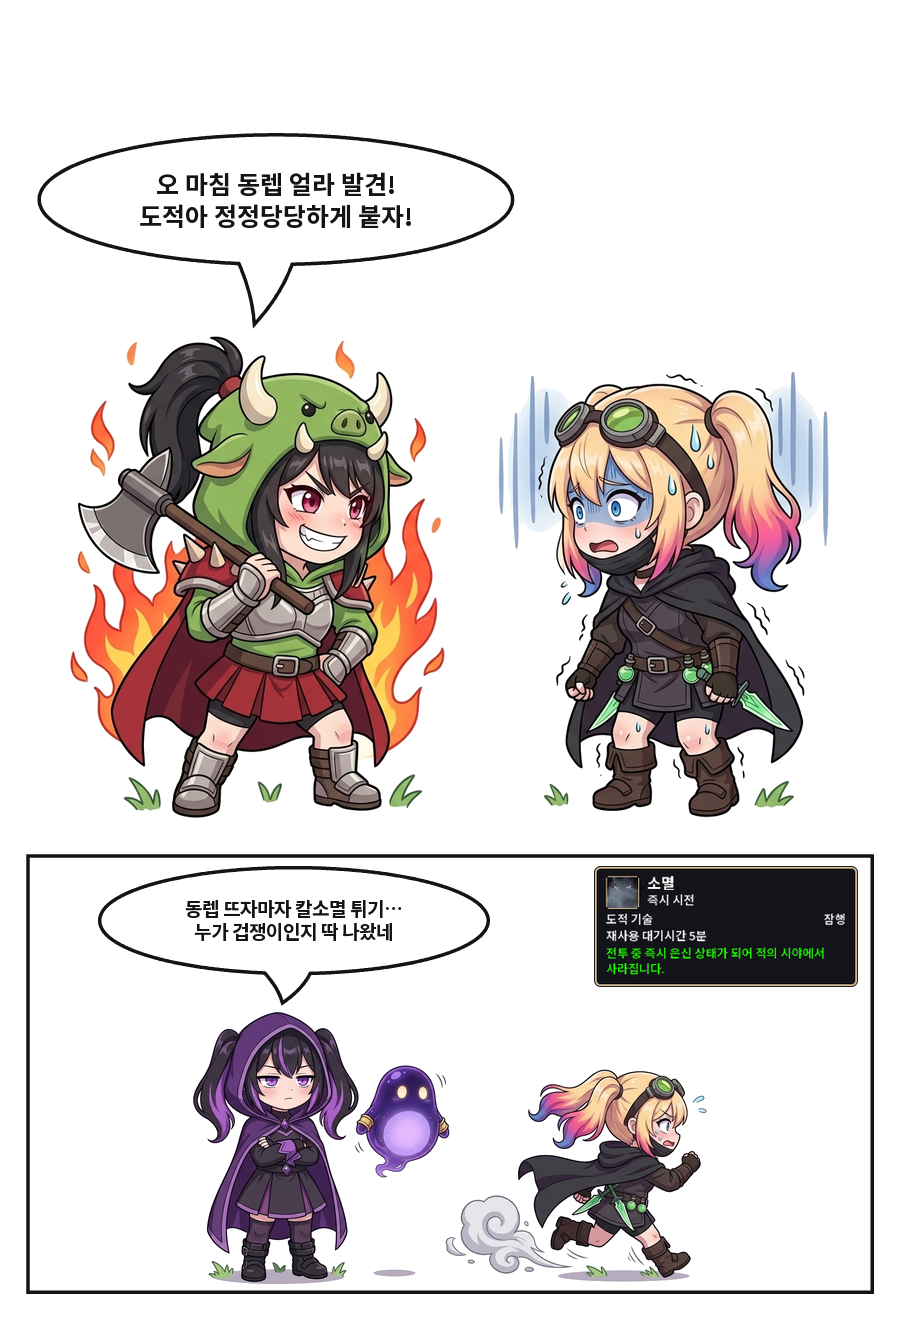 오 마침 동렙 얼라 발견!
도적아 정정당당하게 붙자!
동렙 뜨자마자 칼소멸 튀기…
누가 겁쟁이인지 딱 나왔네
소멸
즉시 시전
도적 기술 잠행
재사용 대기시간 5분
전투 중 즉시 은신 상태가 되어 적의 시야에서
사라집니다.